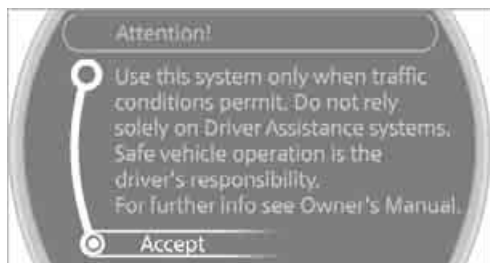 Attention!
Use this system only when traffic
conditions permit. Do not rely
solely on Driver Assistance systems.
Safe vehicle operation is the
driver's responsibility.
For further info see Owner's Manual.
Accept